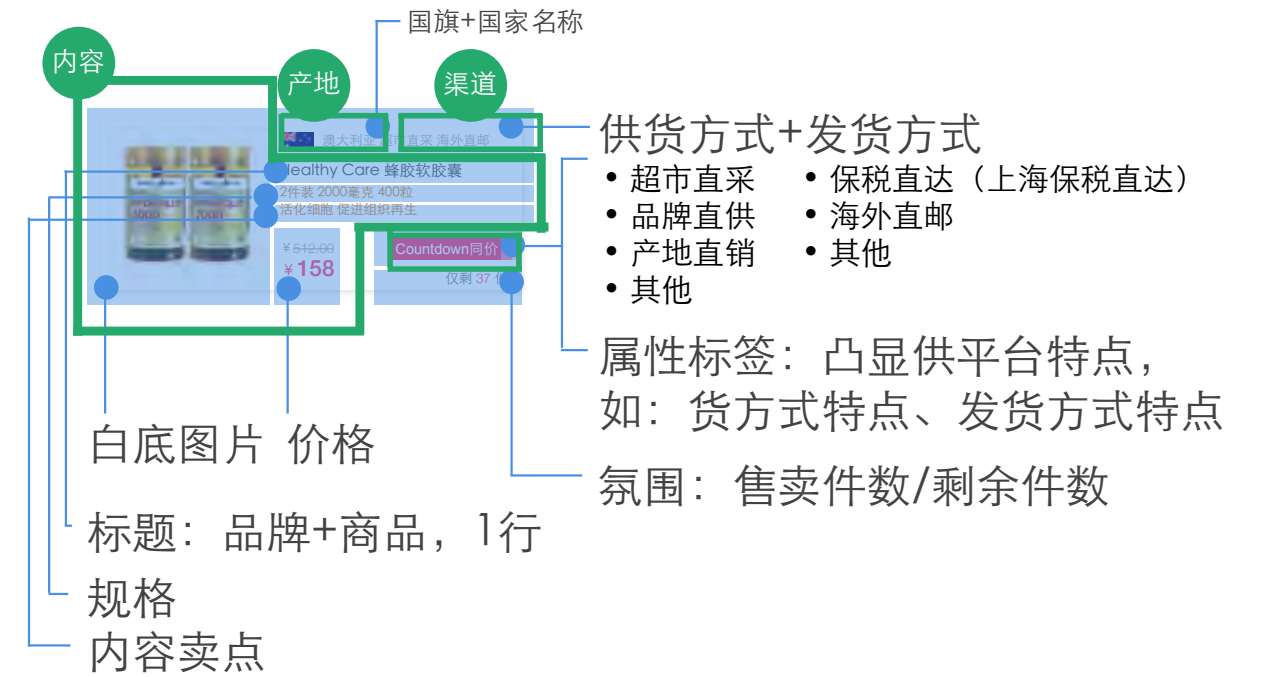 国旗+国家名称
内容
产地
渠道
澳大利亚 超市直采 海外直邮
Healthy Care 蜂胶软胶囊
2件装 2000毫克 400粒
活化细胞 促进组织再生
¥512.00
¥158
Countdown同价
仅剩 37 件
供货方式+发货方式
• 超市直采
• 品牌直供
• 产地直销
• 其他
• 保税直达（上海保税直达）
• 海外直邮
• 其他
属性标签：凸显供平台特点，
如：货方式特点、发货方式特点
氛围：售卖件数/剩余件数
白底图片 价格
标题：品牌+商品，1行
规格
内容卖点